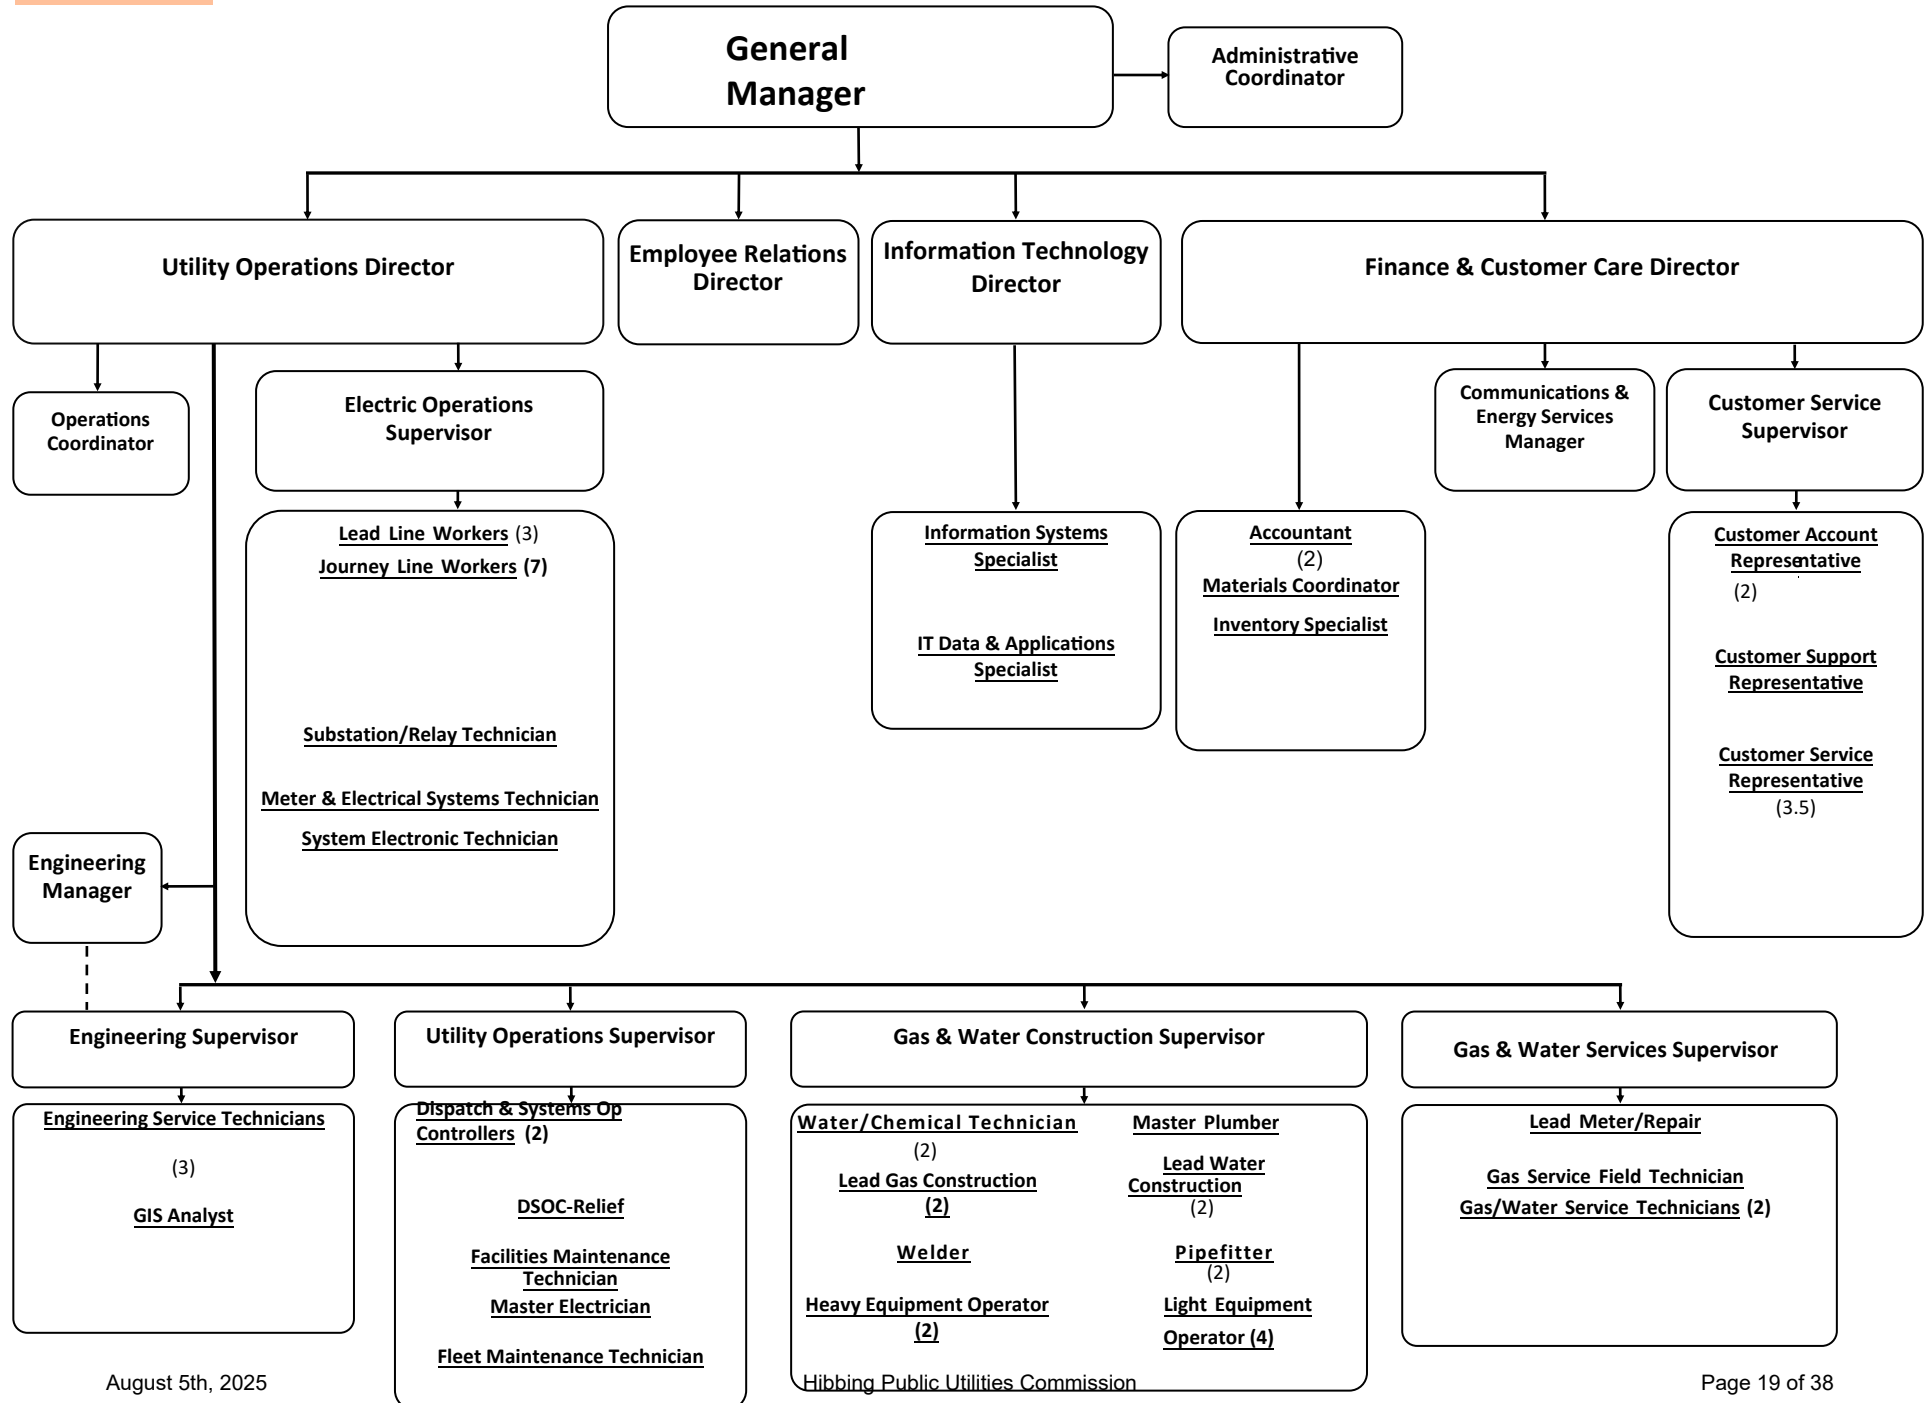 General
Manager
Administrative
Coordinator
Utility Operations Director
Employee Relations
Director
Information Technology
Director
Finance & Customer Care Director
Operations
Coordinator
Electric Operations
Supervisor
Communications &
Energy Services
Manager
Customer Service
Supervisor
Lead Line Workers (3)
Journey Line Workers (7)
Substation/Relay Technician
Meter & Electrical Systems Technician
System Electronic Technician
Information Systems
Specialist
IT Data & Applications
Specialist
Accountant
(2)
Materials Coordinator
Inventory Specialist
Customer Account
Representative
(2)
Customer Support
Representative
Customer Service
Representative
(3.5)
Engineering
Manager
Engineering Supervisor
Utility Operations Supervisor
Gas & Water Construction Supervisor
Gas & Water Services Supervisor
Engineering Service Technicians
(3)
GIS Analyst
Dispatch & Systems Op
Controllers (2)
DSOC-Relief
Facilities Maintenance
Technician
Master Electrician
Fleet Maintenance Technician
Water/Chemical Technician
(2)
Lead Gas Construction
(2)
Welder
Heavy Equipment Operator
(2)
Master Plumber
Lead Water
Construction
(2)
Pipefitter
(2)
Light Equipment
Operator (4)
Lead Meter/Repair
Gas Service Field Technician
Gas/Water Service Technicians (2)
August 5th, 2025
Hibbing Public Utilities Commission
Page 19 of 38